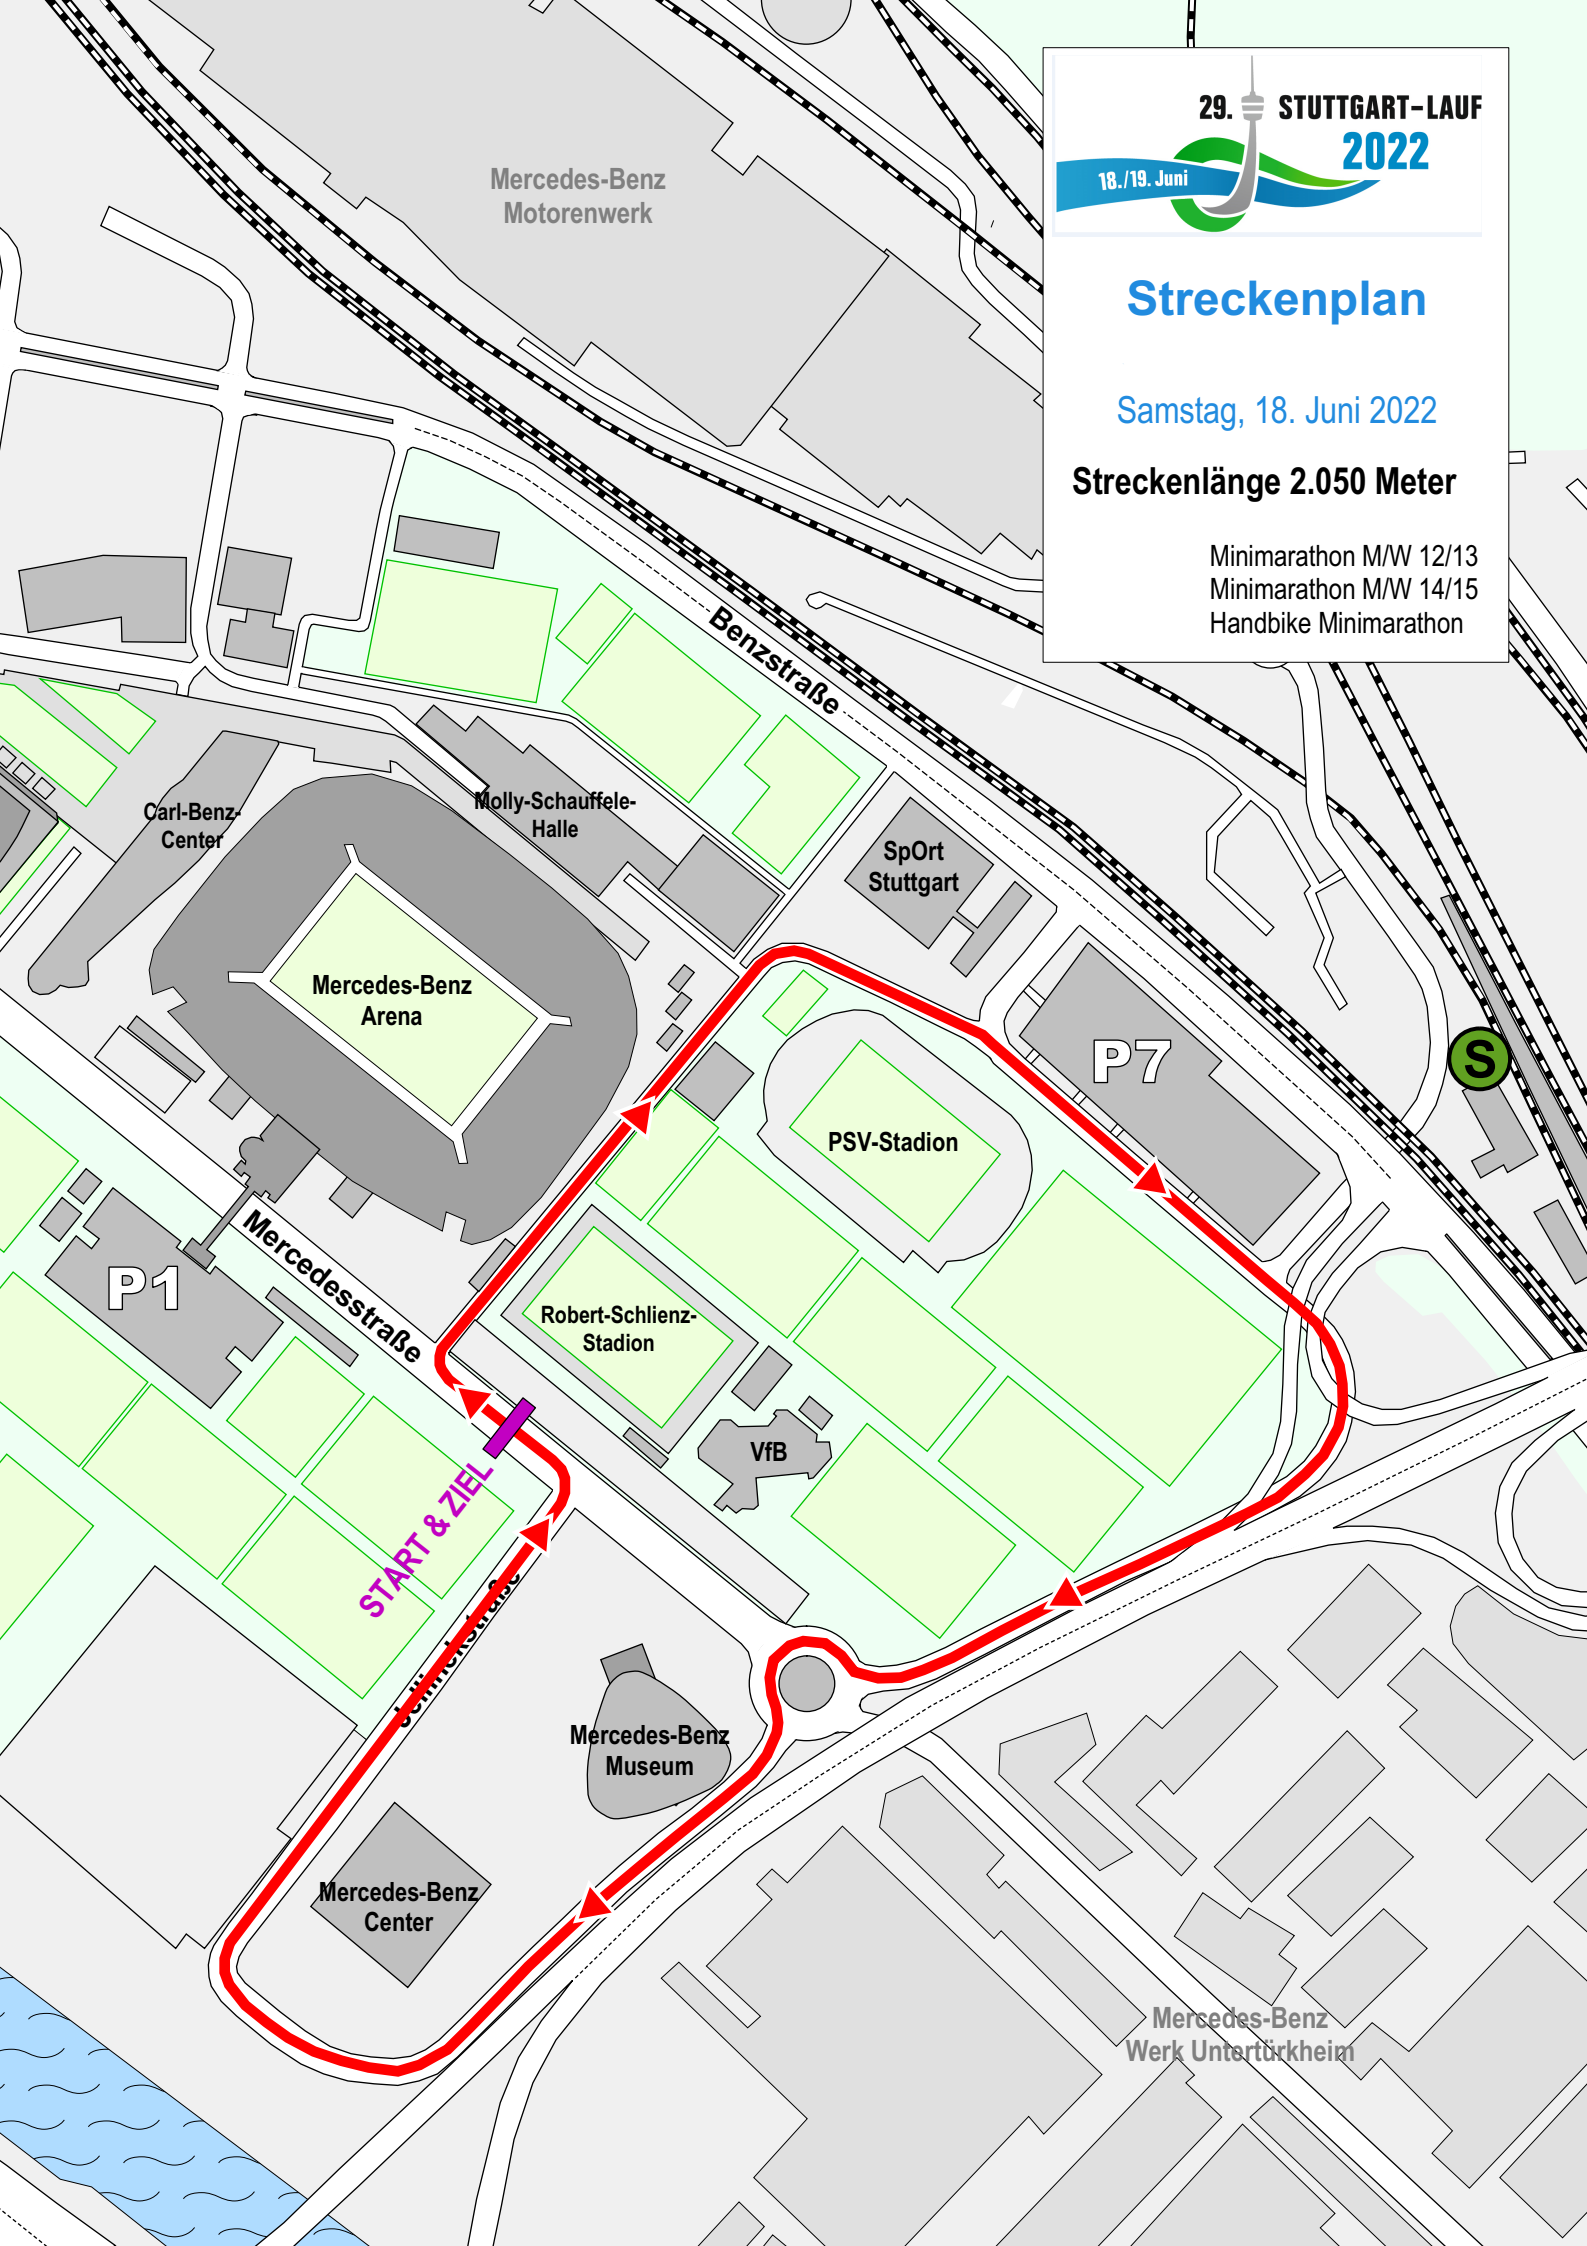 29. STUTTGART-LAUF
2022
18./19. Juni
Streckenplan
Samstag, 18. Juni 2022
Streckenlänge 2.050 Meter
Minimarathon M/W 12/13
Minimarathon M/W 14/15
Handbike Minimarathon
Mercedes-Benz
Motorenwerk
Benzstraße
Carl-Benz-
Center
Molly-Schauffele-
Halle
SpOrt
Stuttgart
Mercedes-Benz
Arena
P7
S
PSV-Stadion
Mercedesstraße
P1
Robert-Schlienz-
Stadion
VfB
START & ZIEL
Jellinekstraße
Mercedes-Benz
Museum
Mercedes-Benz
Center
Mercedes-Benz
Werk Untertürkheim